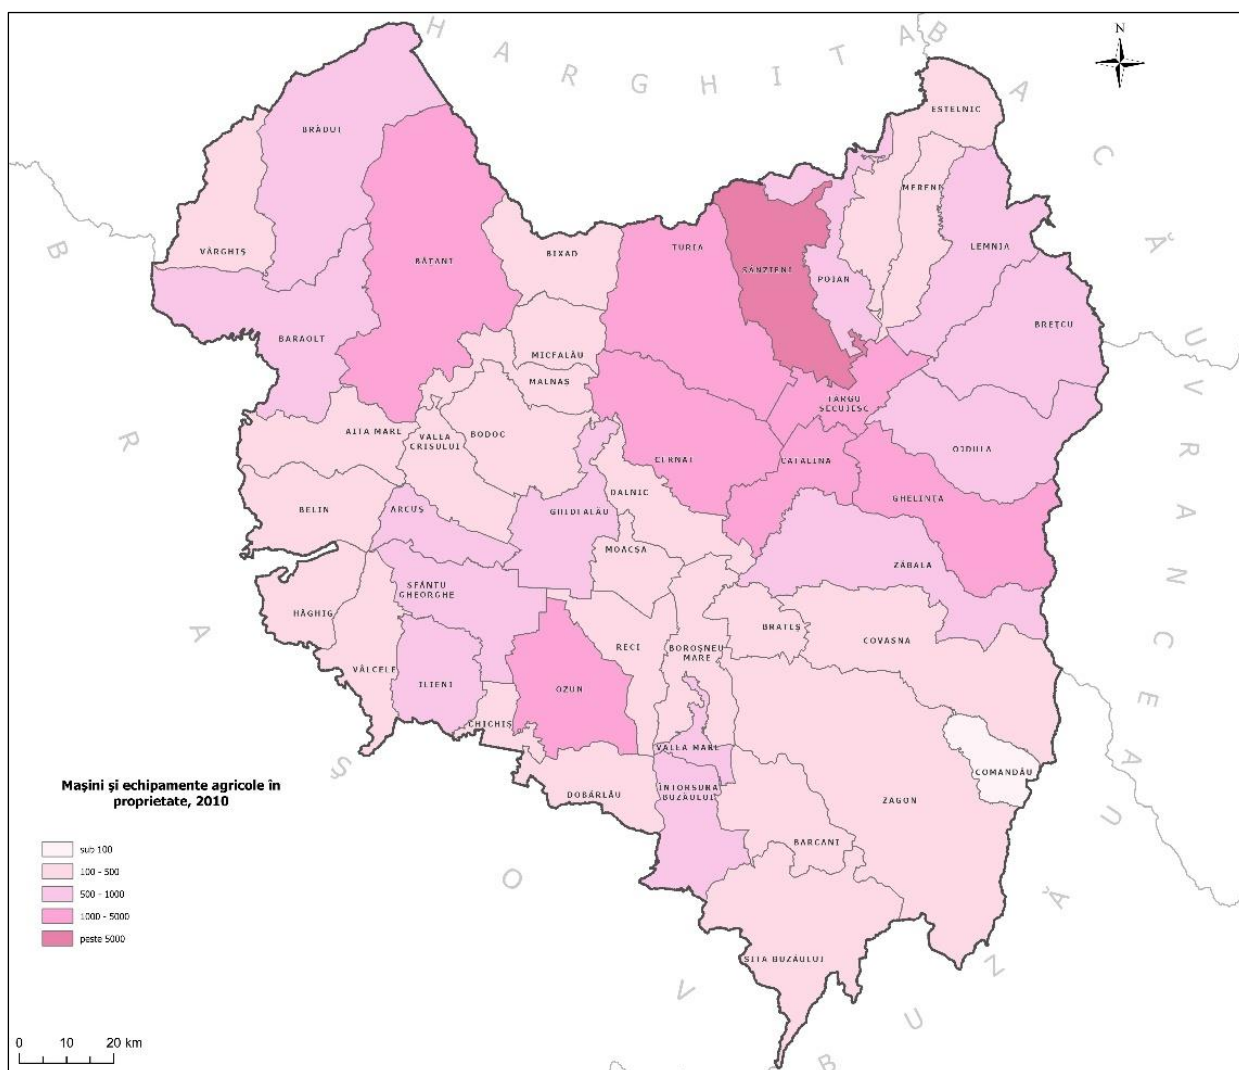 N
HARGHITA
BACĂU
VRANCEA
BUZĂU
BRAȘOV
ESTELNIC
BRĂDUȚ
MERENI
VÂRGHIȘ
BIXAD
TURIA
LEMNIA
BĂȚANI
SÂNZIENI
POIAN
BREȚCU
BARAOLT
MICFALĂU
MALNAȘ
TÂRGU
SECUIESC
AITA MARE
VALEA
CRISULUI
BODOC
CERNAT
CATALINA
OJDULA
DALNIC
GHELINȚA
BELIN
ARCUȘ
GHIDFALĂU
MOACȘA
ZĂBALA
SFÂNTU
GHEORGHE
HĂGHIG
BRATEȘ
COVASNA
VÂLCELE
RECI
BOROȘNEU
MARE
ILIENI
OZUN
CHICHIȘ
VALEA MARE
COMANDĂU
DOBÂRLĂU
ÎNTORSURA
BUZĂULUI
ZAGON
BARCANI
SITA BUZĂULUI
Mașini și echipamente agricole în
proprietate, 2010
sub 100
100 - 500
500 - 1000
1000 - 5000
peste 5000
0 10 20 km